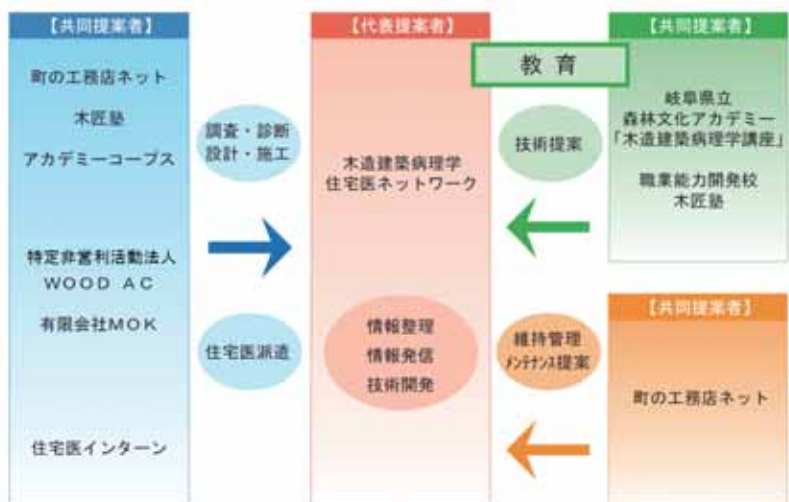 【共同提案者】
町の工務店ネット
木匠塾
アカデミーコープス
特定非営利活動法人
WOOD AC
有限会社MOK
住宅医インターン
調査・診断
設計・施工
住宅医派遣
【代表提案者】
木造建築病理学
住宅医ネットワーク
情報整理
情報発信
技術開発
教育
技術提案
維持管理
メンテナンス提案
【共同提案者】
岐阜県立
森林文化アカデミー
「木造建築病理学講座」
職業能力開発校
木匠塾
【共同提案者】
町の工務店ネット